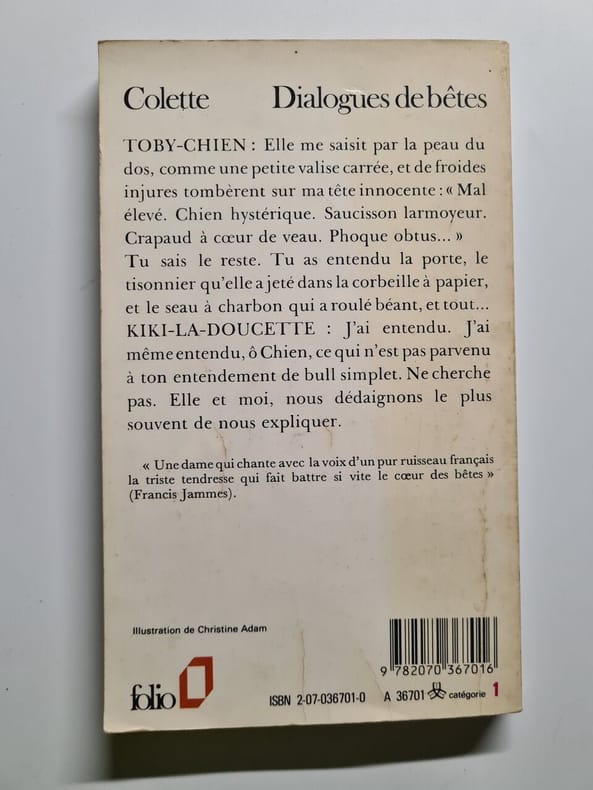 Colette Dialogues de bêtes
TOBY-CHIEN : Elle me saisit par la peau du
dos, comme une petite valise carrée, et de froides
injures tombèrent sur ma tête innocente : « Mal
élevé. Chien hystérique. Saucisson larmoyeur.
Crapaud à cœur de veau. Phoque obtus... »
Tu sais le reste. Tu as entendu la porte, le
tisonnier qu'elle a jeté dans la corbeille à papier,
et le seau à charbon qui a roulé béant, et tout...
KIKI-LA-DOUCETTE : J'ai entendu. J'ai
même entendu, ô Chien, ce qui n'est pas parvenu
à ton entendement de bull simplet. Ne cherche
pas. Elle et moi, nous dédaignons le plus
souvent de nous expliquer.
« Une dame qui chante avec la voix d'un pur ruisseau français
la triste tendresse qui fait battre si vite le cœur des bêtes »
(Francis Jammes).
Illustration de Christine Adam
9 782070 367016
folio ISBN 2-07-036701-0 A 36701 catégorie 1